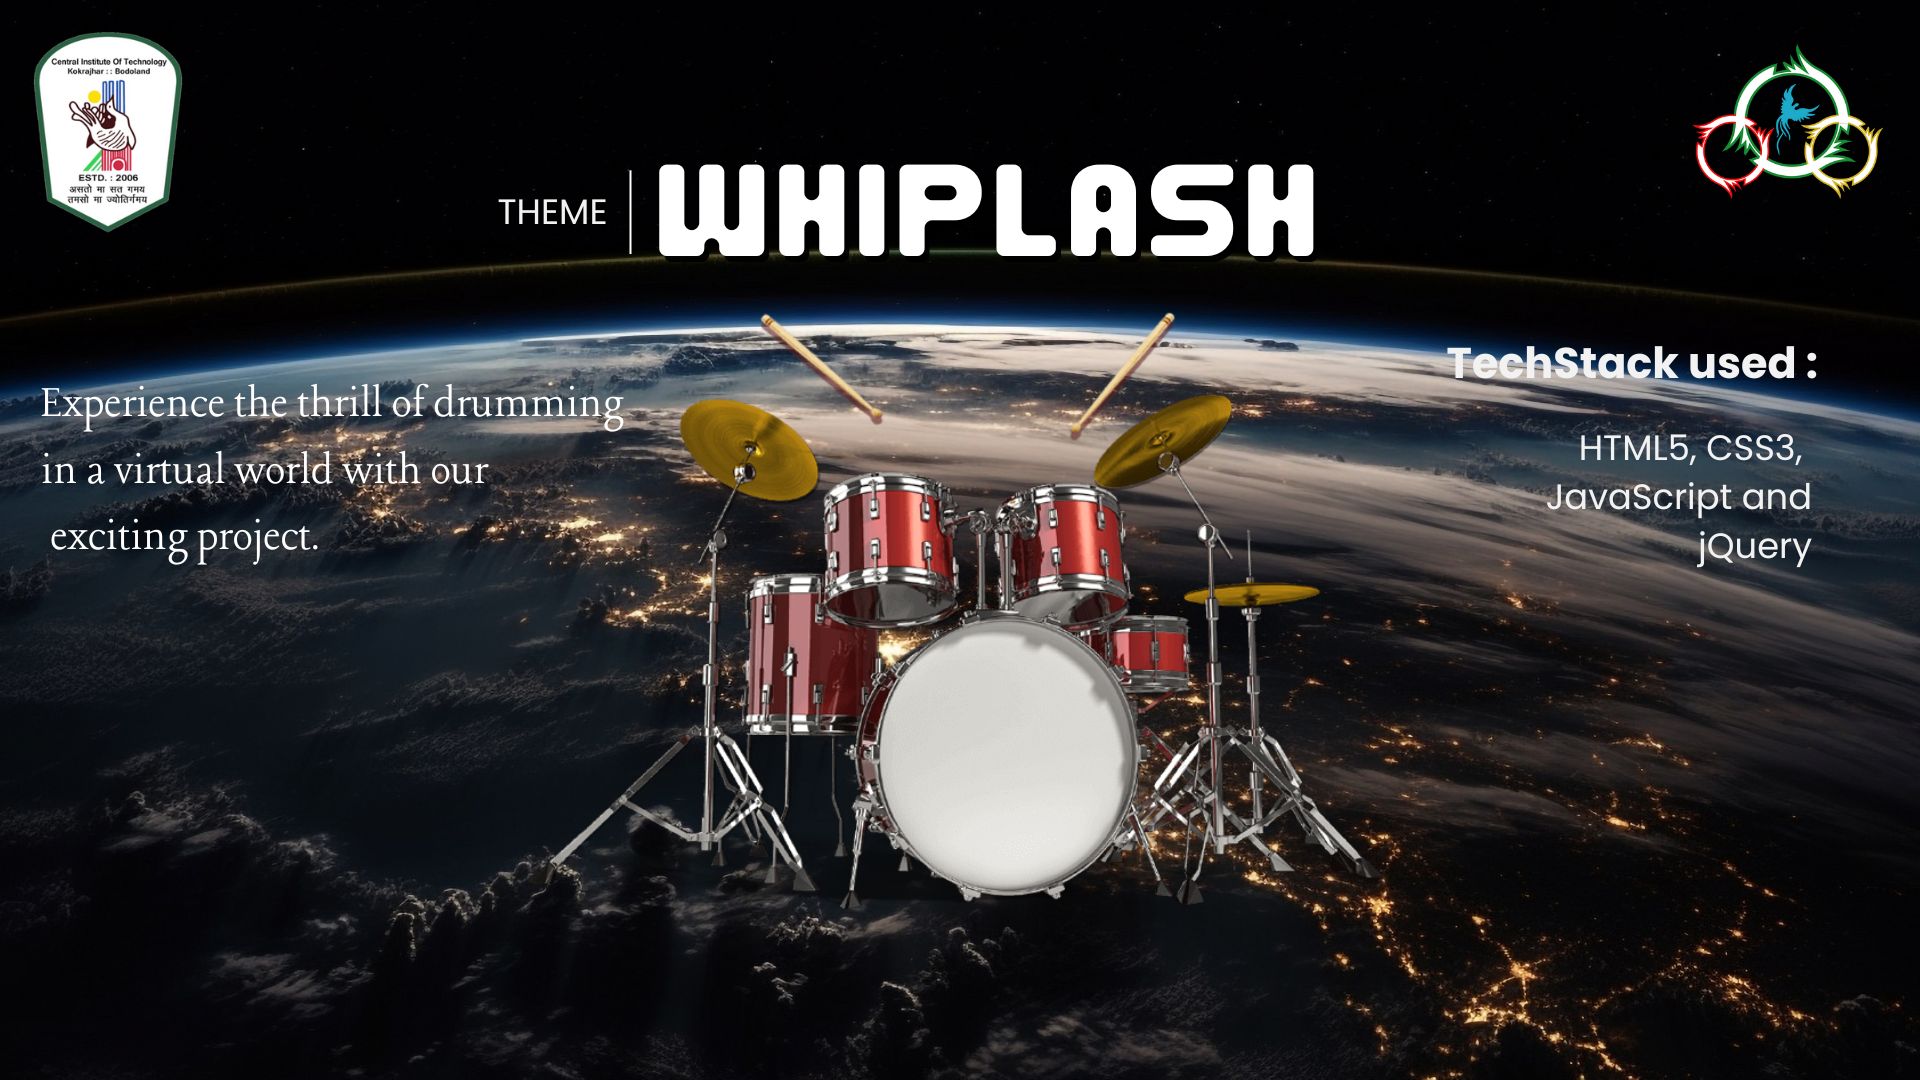 Central Institute Of Technology
Kokrajhar : : Bodoland
ESTD. : 2006
असतो मा सत गमय
तमसो मा ज्योतिर्गमय
THEME
WHIPLASH
Experience the thrill of drumming
in a virtual world with our
exciting project.
TechStack used :
HTML5, CSS3,
JavaScript and
jQuery